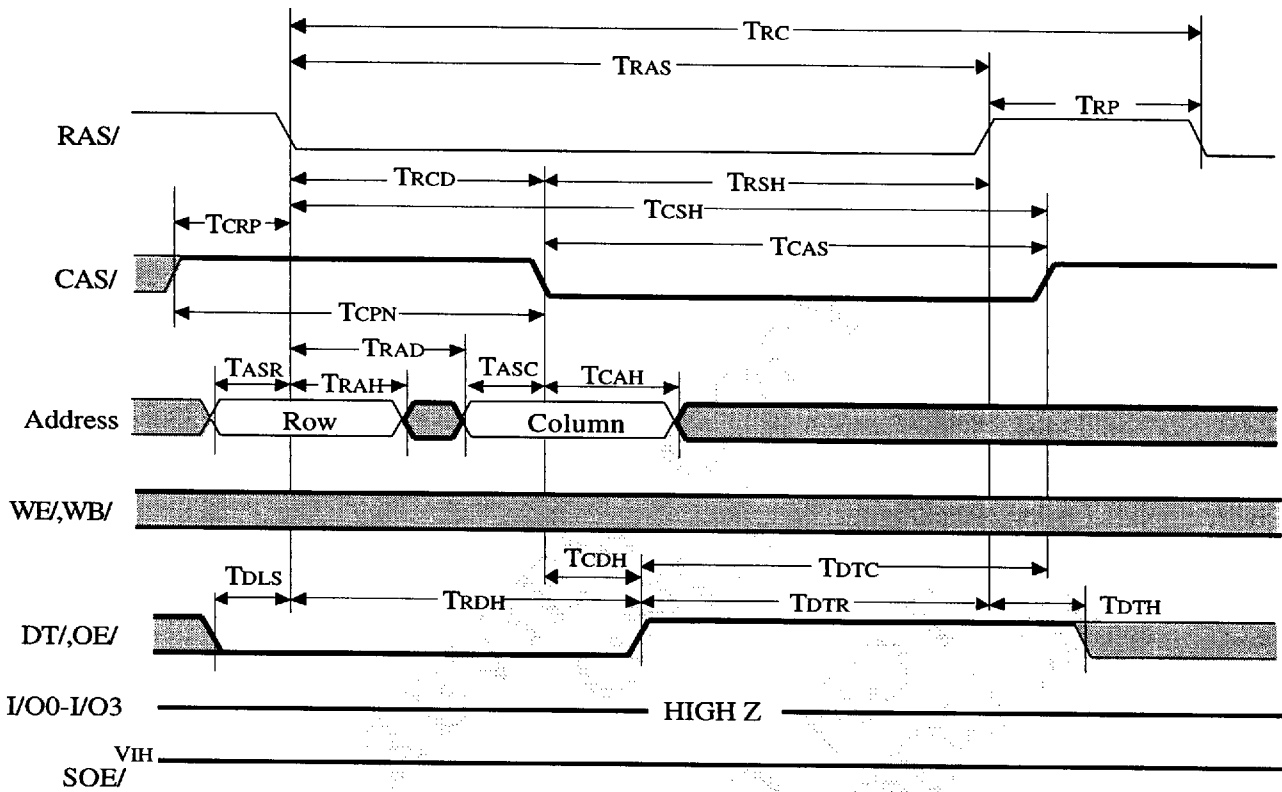 TRC
TRAS
TRP
RAS/
TRCD
TRSH
TCSH
TCRP
TCAS
CAS/
TCPN
TRAD
TASR
TRAH
TASC
TCAH
Address
Row
Column
WE/,WB/
TCDH
TDLS
TDTC
TRDH
TDTR
TDTH
DT/,OE/
I/O0-I/O3
HIGH Z
VIH
SOE/